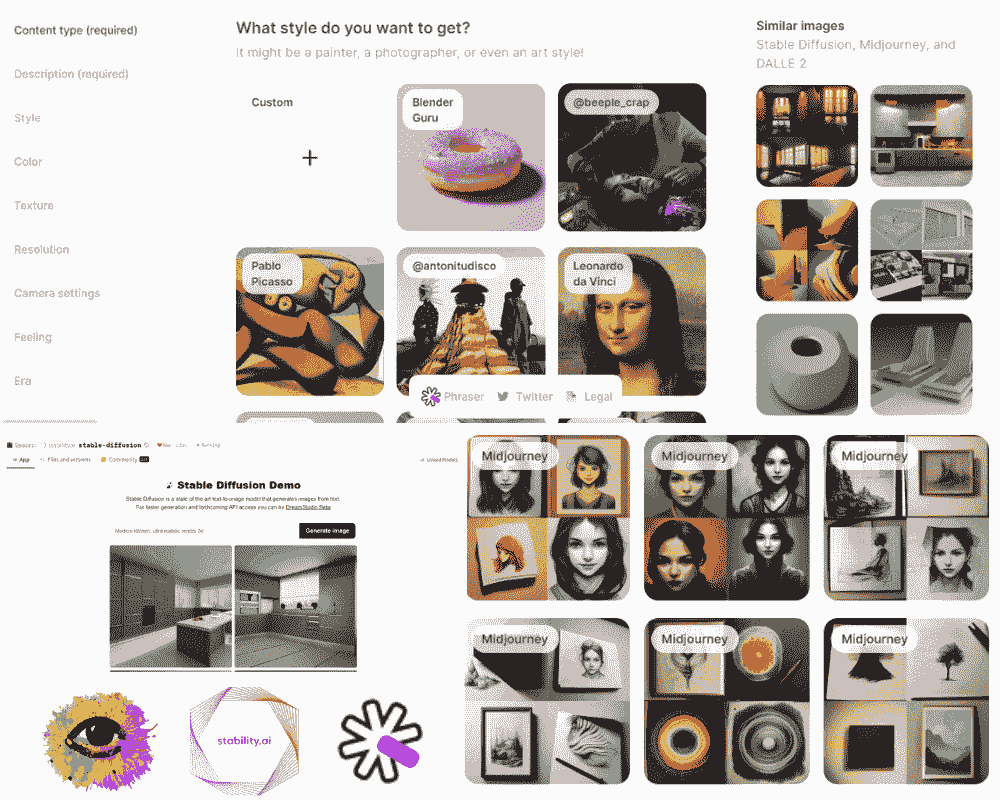 Content type (required)
Description (required)
Style
Color
Texture
Resolution
Camera settings
Feeling
Era
What style do you want to get?
It might be a painter, a photographer, or even an art style!
Custom
Blender
Guru
@beeple_crap
Pablo
Picasso
@antonitudisco
Leonardo
da Vinci
Phraser
Twitter
Legal
Similar images
Stable Diffusion, Midjourney, and
DALLE 2
Spaces: stabilityai stable-diffusion
App
Files and versions
Community
Linked Models
Stable Diffusion Demo
Stable Diffusion is a state of the art text-to-image model that generates images from text.
For faster generation and forthcoming API access you can try DreamStudio Beta
Modern kitchen, ultra realistic
Generate image
stability.ai
Midjourney
Midjourney
Midjourney
Midjourney
Midjourney
Midjourney